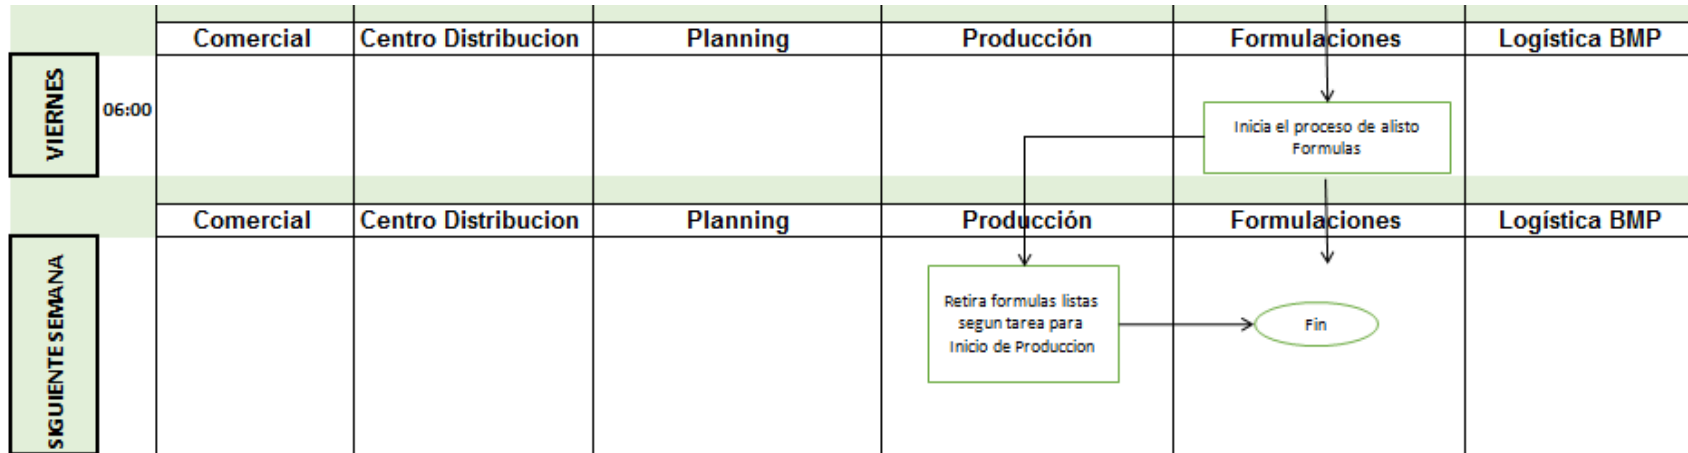 Comercial Centro Distribucion Planning Producción Formulaciones Logística BMP
VIERNES
06:00
Inicia el proceso de alisto
Formulas
Comercial Centro Distribucion Planning Producción Formulaciones Logística BMP
SIGUIENTE SEMANA
Retira formulas listas
segun tarea para
Inicio de Produccion
Fin